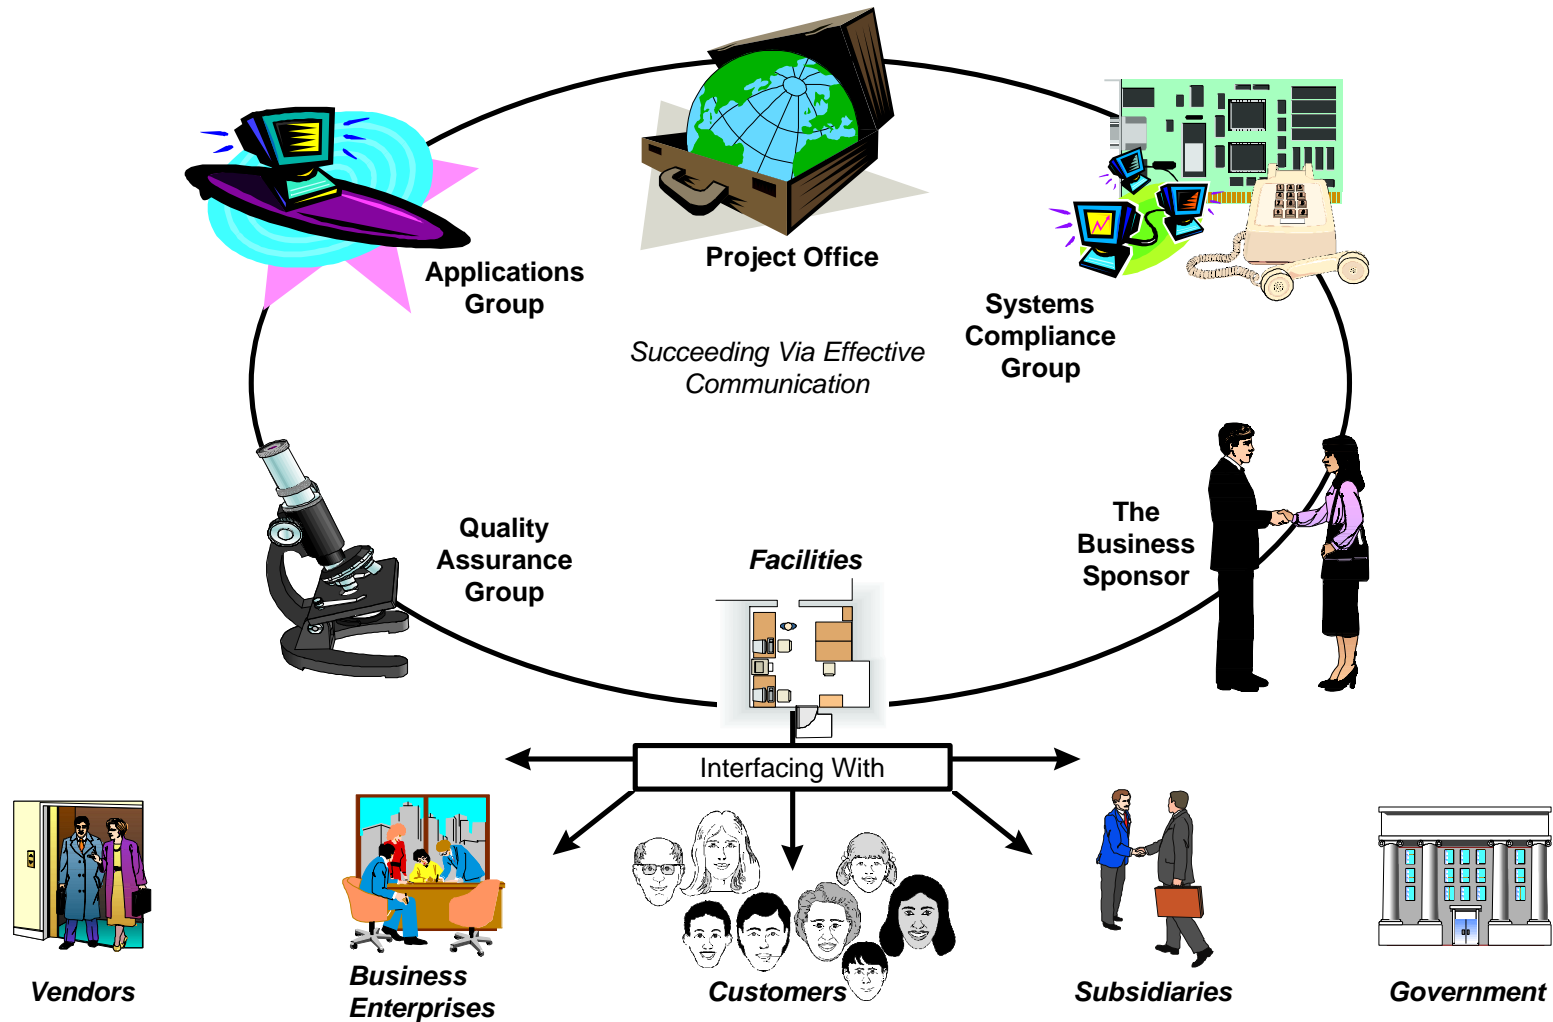 Project Office
Applications
Group
Systems
Compliance
Group
Succeeding Via Effective
Communication
Quality
Assurance
Group
Facilities
The
Business
Sponsor
Interfacing With
Vendors
Business
Enterprises
Customers
Subsidiaries
Government